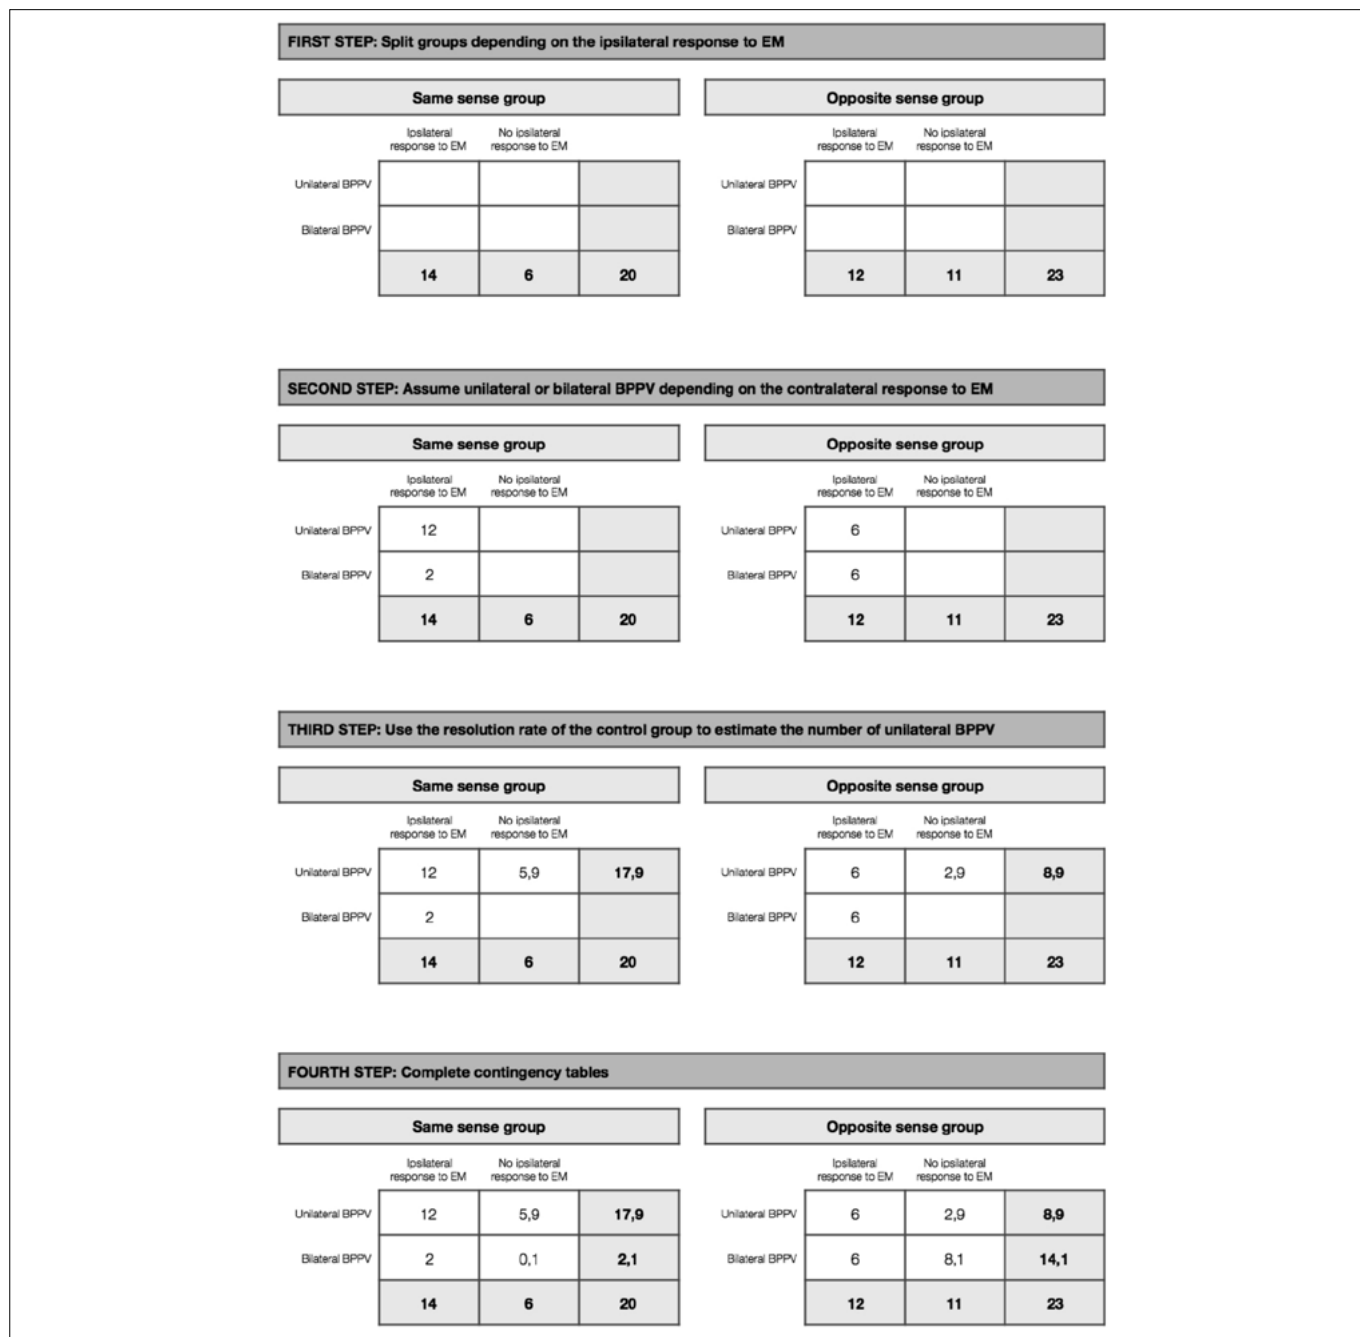 FIRST STEP: Split groups depending on the ipsilateral response to EM
Same sense group
Opposite sense group
Ipsilateral response to EM
No ipsilateral response to EM
Ipsilateral response to EM
No ipsilateral response to EM
Unilateral BPPV
Unilateral BPPV
Bilateral BPPV
Bilateral BPPV
14 6 20
12 11 23
SECOND STEP: Assume unilateral or bilateral BPPV depending on the contralateral response to EM
Same sense group
Opposite sense group
Ipsilateral response to EM
No ipsilateral response to EM
Ipsilateral response to EM
No ipsilateral response to EM
Unilateral BPPV 12
Unilateral BPPV 6
Bilateral BPPV 2
Bilateral BPPV 6
14 6 20
12 11 23
THIRD STEP: Use the resolution rate of the control group to estimate the number of unilateral BPPV
Same sense group
Opposite sense group
Ipsilateral response to EM
No ipsilateral response to EM
Ipsilateral response to EM
No ipsilateral response to EM
Unilateral BPPV 12 5,9 17,9
Unilateral BPPV 6 2,9 8,9
Bilateral BPPV 2
Bilateral BPPV 6
14 6 20
12 11 23
FOURTH STEP: Complete contingency tables
Same sense group
Opposite sense group
Ipsilateral response to EM
No ipsilateral response to EM
Ipsilateral response to EM
No ipsilateral response to EM
Unilateral BPPV 12 5,9 17,9
Unilateral BPPV 6 2,9 8,9
Bilateral BPPV 2 0,1 2,1
Bilateral BPPV 6 8,1 14,1
14 6 20
12 11 23